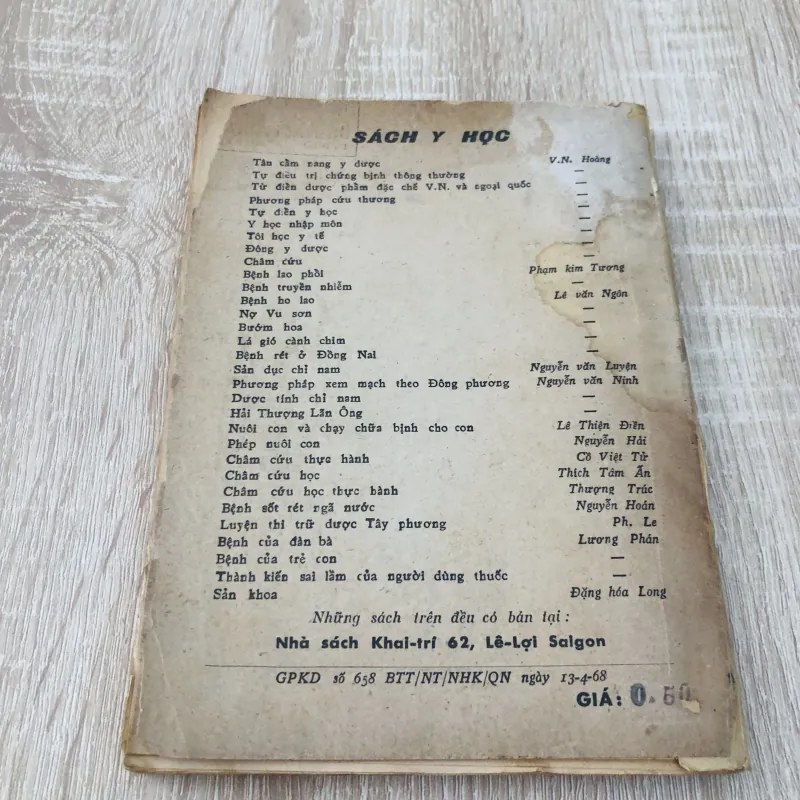 SÁCH Y HỌC
Tân cẩm nang y dược V.N. Hoàng
Tự điều trị chứng bịnh thông thường —
Tử điển dược phẩm đặc chế V.N. và ngoại quốc —
Phương pháp cứu thương —
Tự điển y học —
Y học nhập môn —
Tôi học y tế —
Đông y dược —
Châm cứu —
Bệnh lao phổi Phạm kim Tương
Bệnh truyền nhiễm —
Bệnh ho lao Lê văn Ngôn
Nợ Vu sơn —
Bướm hoa —
Lá gió cành chim —
Bệnh rét ở Đồng Nai —
Sản dục chỉ nam Nguyễn văn Luyện
Phương pháp xem mạch theo Đông phương Nguyễn văn Ninh
Dược tính chỉ nam —
Hải Thượng Lãn Ông —
Nuôi con và chạy chữa bịnh cho con Lê Thiện Điền
Phép nuôi con Nguyễn Hải
Châm cứu thực hành Cồ Việt Tử
Châm cứu học Thích Tâm Ấn
Châm cứu học thực hành Thượng Trúc
Bệnh sốt rét ngã nước Nguyễn Hoán
Luyện thi trữ dược Tây phương Ph. Le
Bệnh của đàn bà Lương Phán
Bệnh của trẻ con —
Thành kiến sai lầm của người dùng thuốc —
Sản khoa Đặng hóa Long
Những sách trên đều có bán tại :
Nhà sách Khai-trí 62, Lê-Lợi Saigon
GPKD số 658 BTT/NT/NHK/QN ngày 13-4-68
GIÁ: